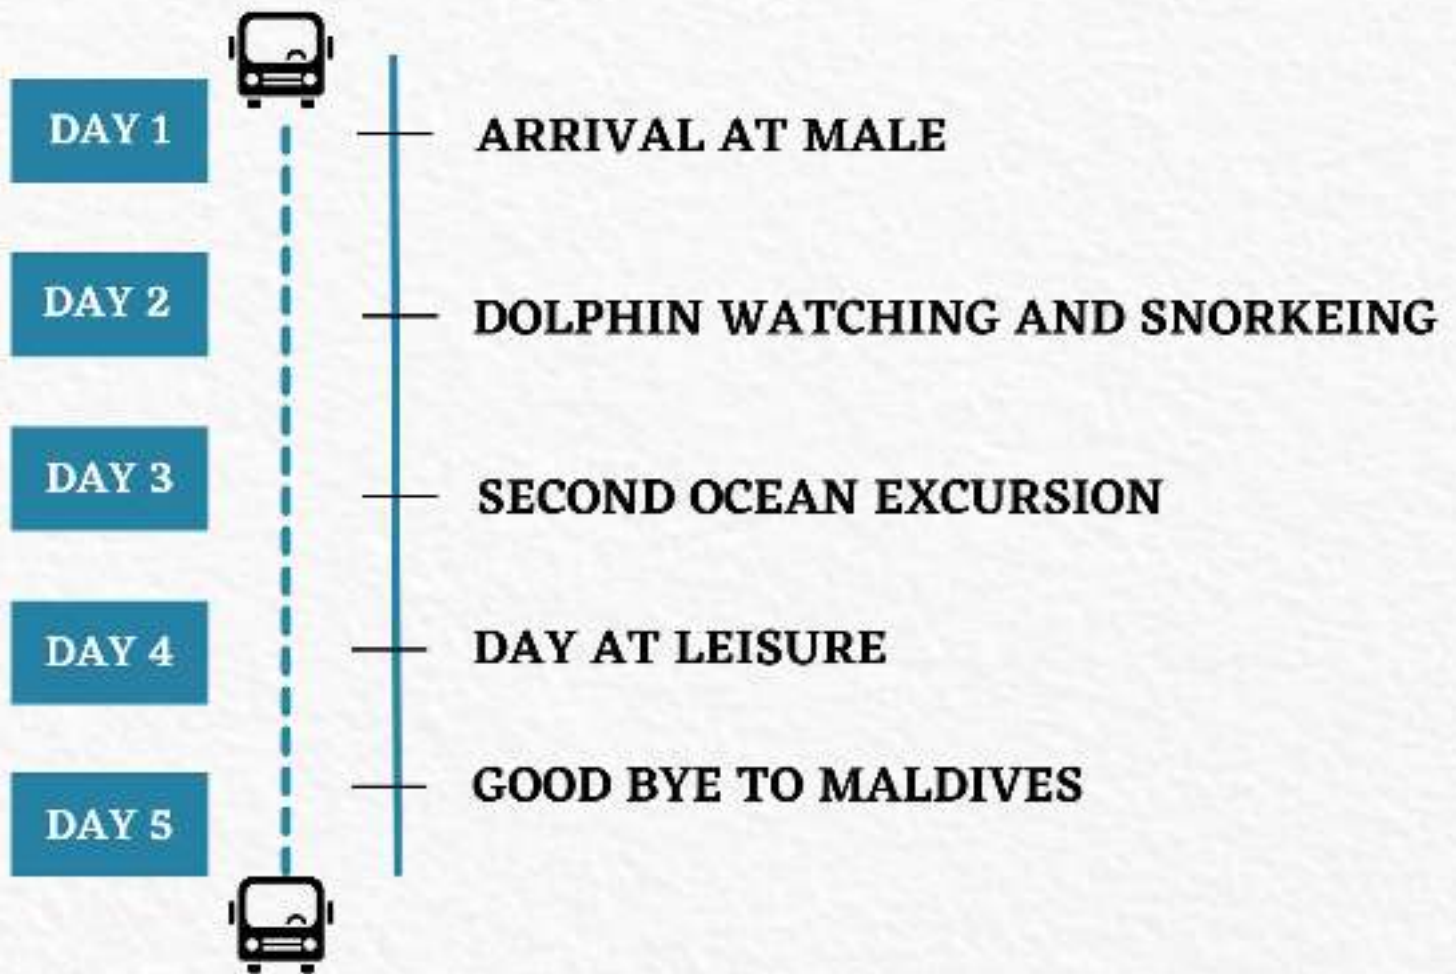 DAY 1
ARRIVAL AT MALE
DAY 2
DOLPHIN WATCHING AND SNORKEING
DAY 3
SECOND OCEAN EXCURSION
DAY 4
DAY AT LEISURE
DAY 5
GOOD BYE TO MALDIVES